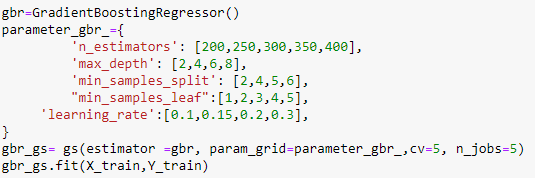 gbr=GradientBoostingRegressor()
parameter_gbr_={
'n_estimators': [200,250,300,350,400],
'max_depth': [2,4,6,8],
'min_samples_split': [2,4,5,6],
"min_samples_leaf":[1,2,3,4,5],
'learning_rate':[0.1,0.15,0.2,0.3],
}
gbr_gs= gs(estimator =gbr, param_grid=parameter_gbr_,cv=5, n_jobs=5)
gbr_gs.fit(X_train,Y_train)